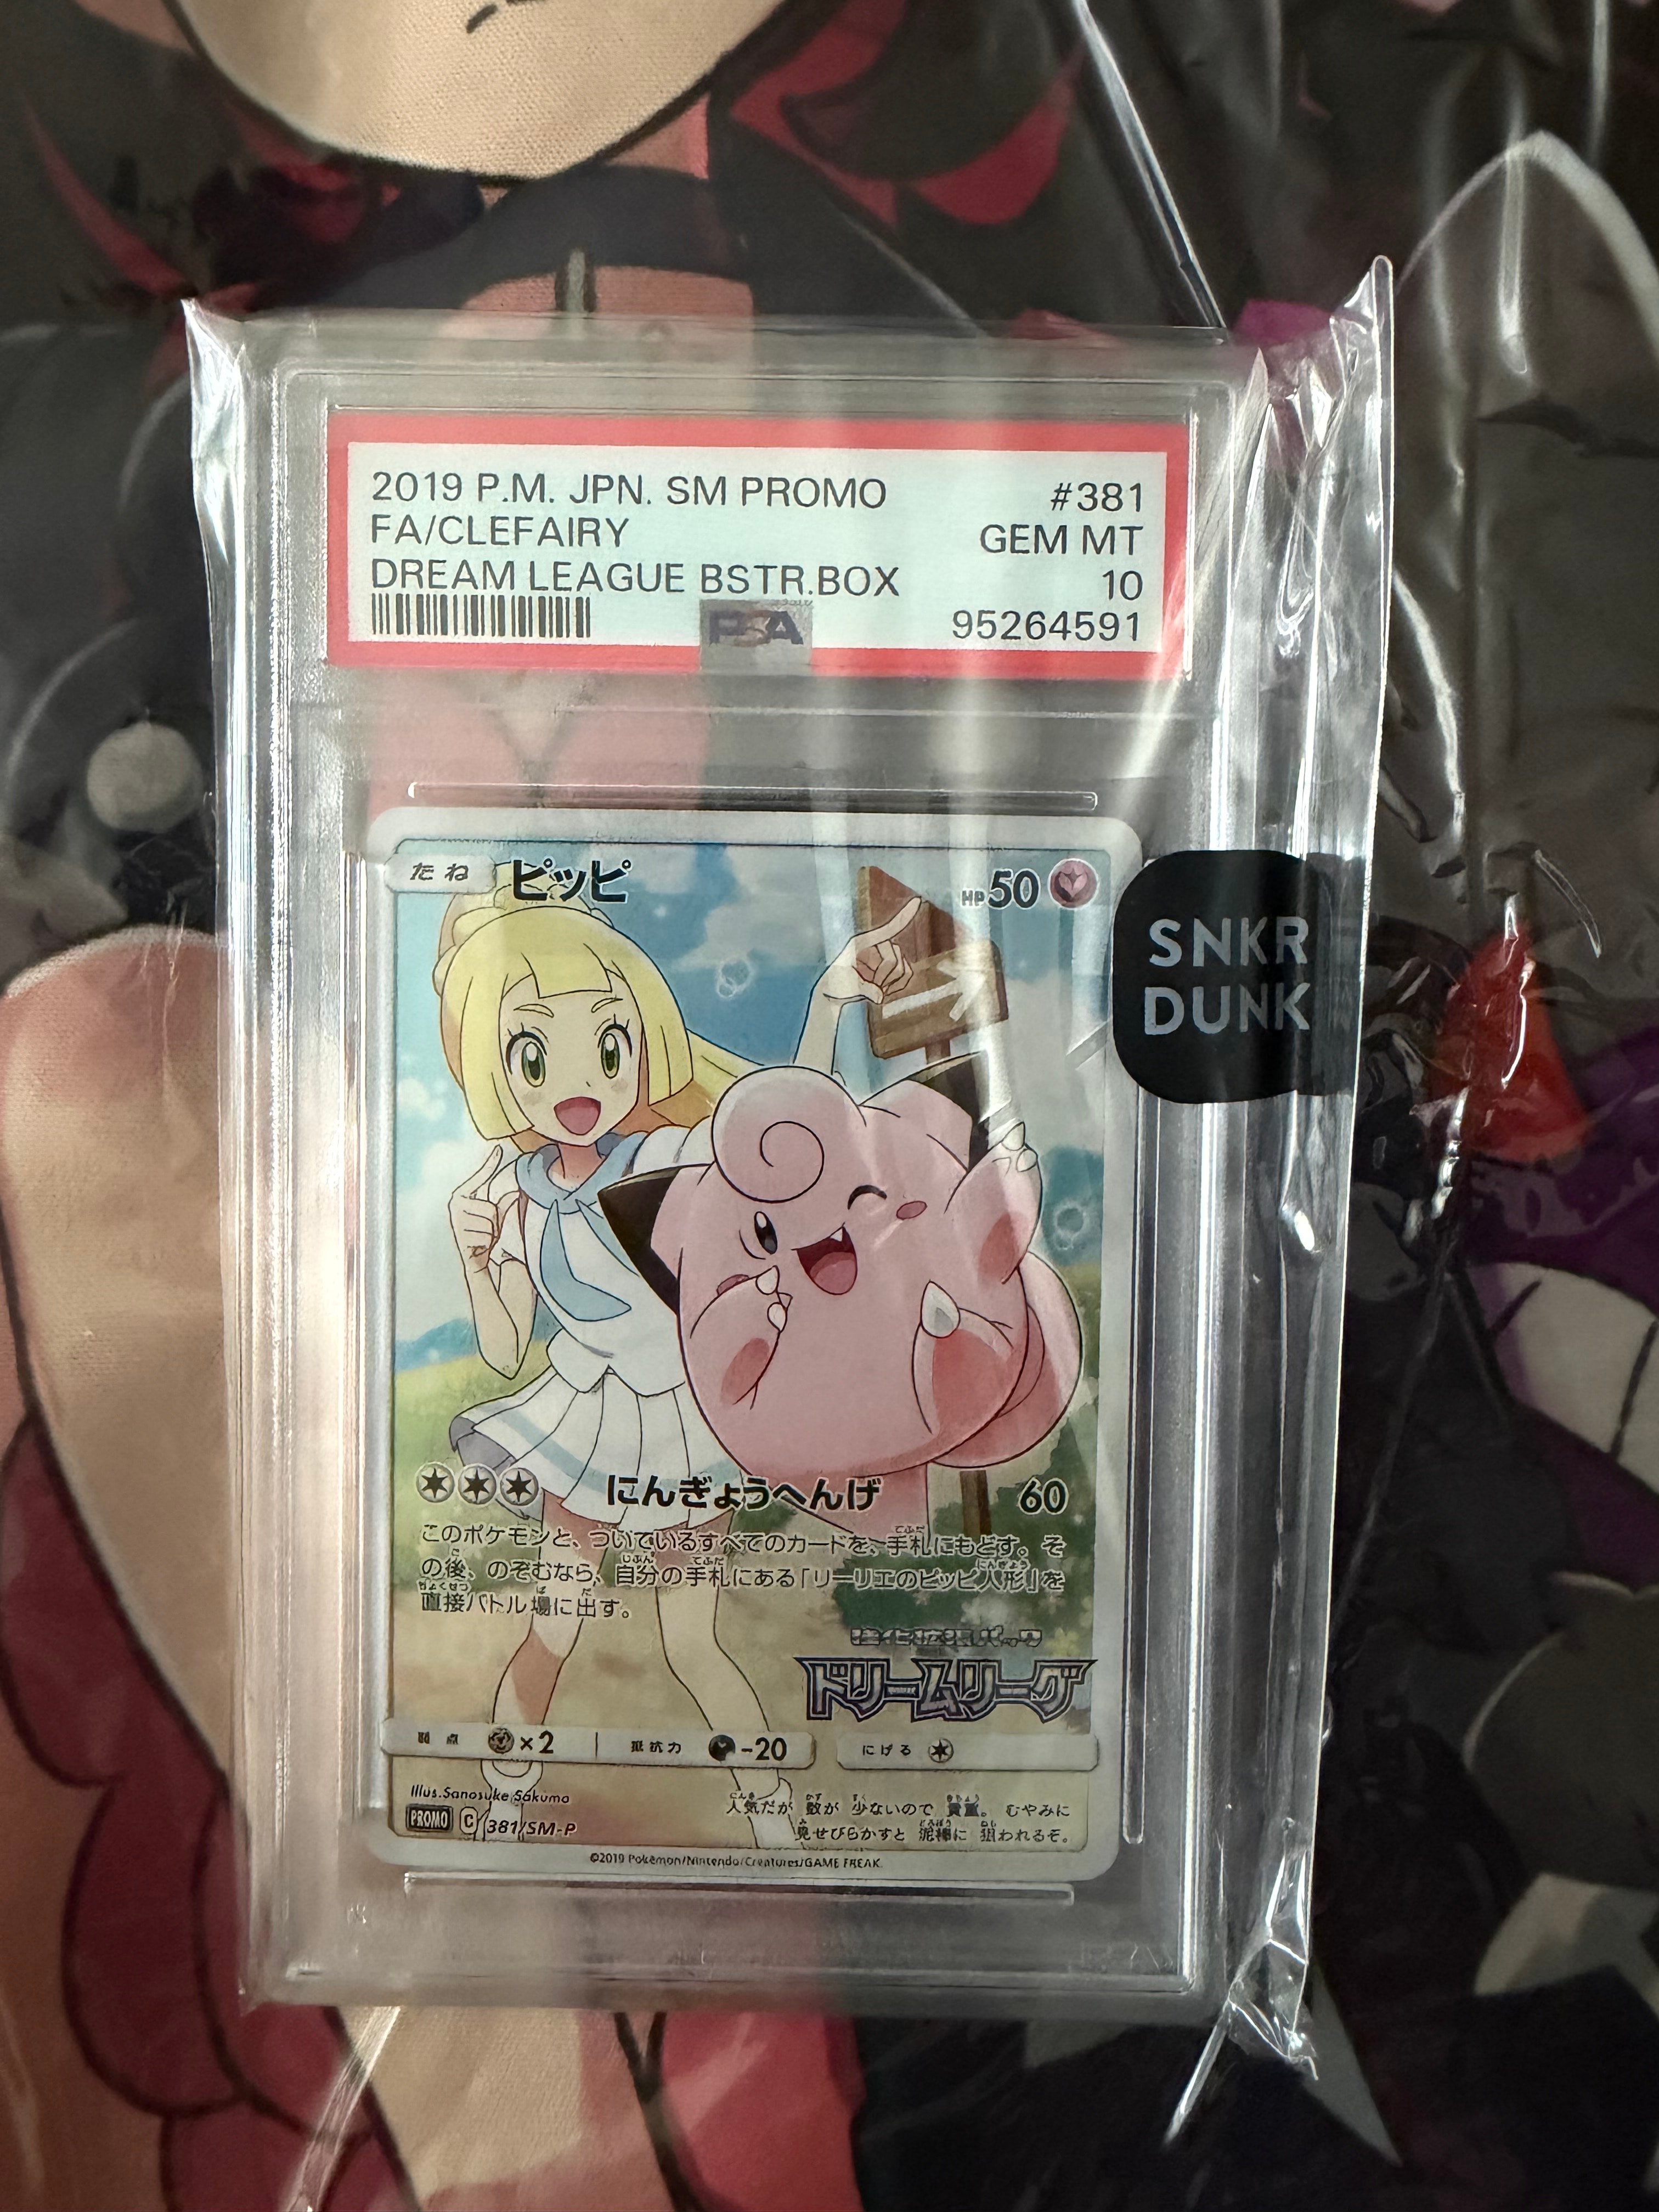 2019 P.M. JPN. SM PROMO #381
FA/CLEFAIRY GEM MT
DREAM LEAGUE BSTR.BOX 10
PSA 95264591
たね ピッピ HP50
SNKR
DUNK
にんぎょうへんげ 60
このポケモンと、ついているすべてのカードを、手札にもどす。そ
の後、のぞむなら、自分の手札にある「リーリエのピッピ人形」を
直接バトル場に出す。
強化拡張パック
ドリームリーグ
弱点 ×2 抵抗力 -20 にげる
Illus.Sanosuke Sakuma
人気だが 数が 少ないので 貴重。 むやみに
PROMO C 381/SM-P
見せびらかすと 泥棒に 狙われるぞ。
©2019 Pokémon/Nintendo/Creatures/GAME FREAK.